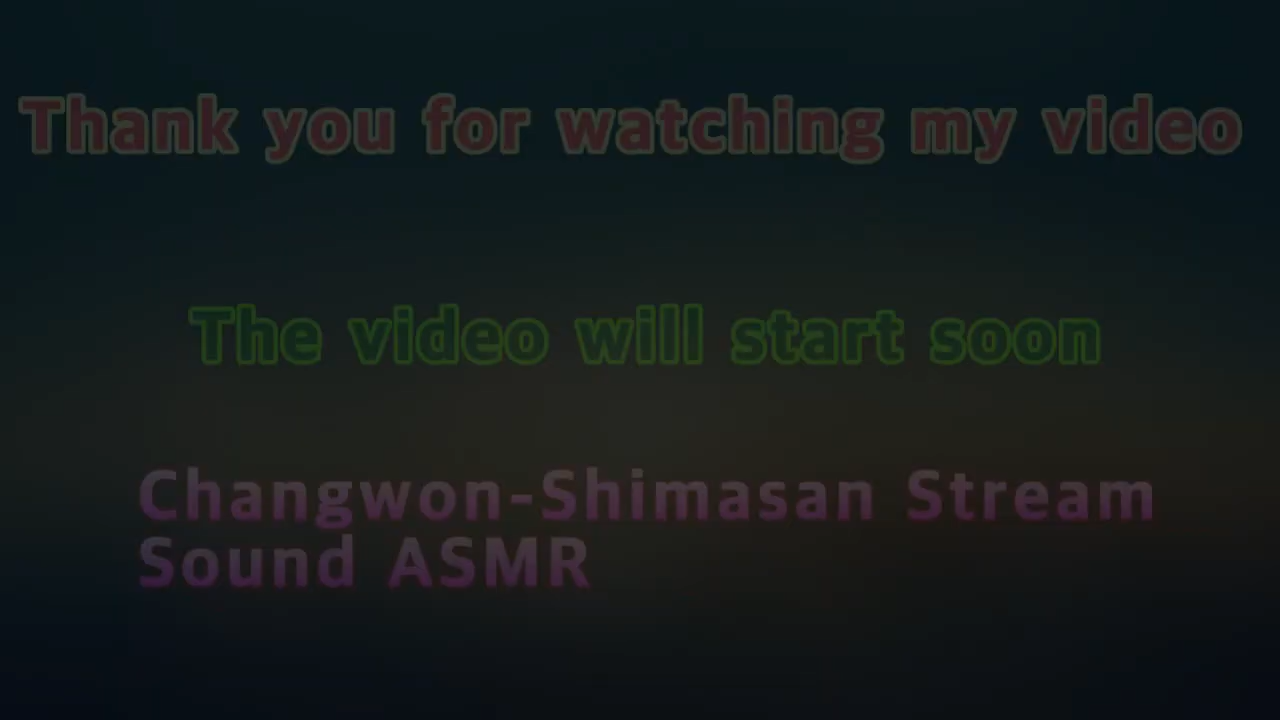 Thank you for watching my video
The video will start soon
Changwon-Shimasan Stream
Sound ASMR